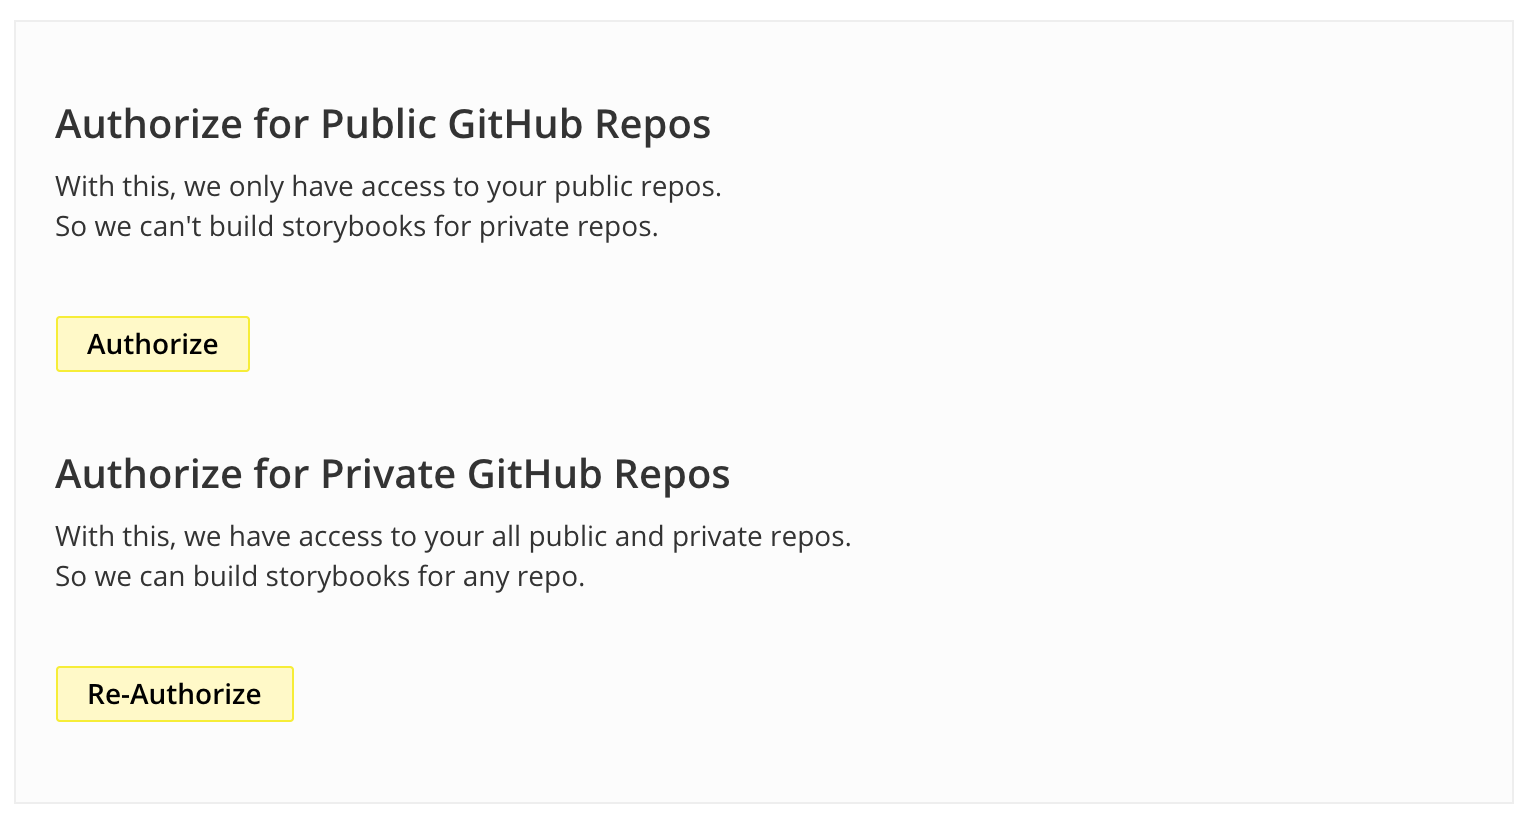 Authorize for Public GitHub Repos
With this, we only have access to your public repos.
So we can't build storybooks for private repos.
Authorize
Authorize for Private GitHub Repos
With this, we have access to your all public and private repos.
So we can build storybooks for any repo.
Re-Authorize